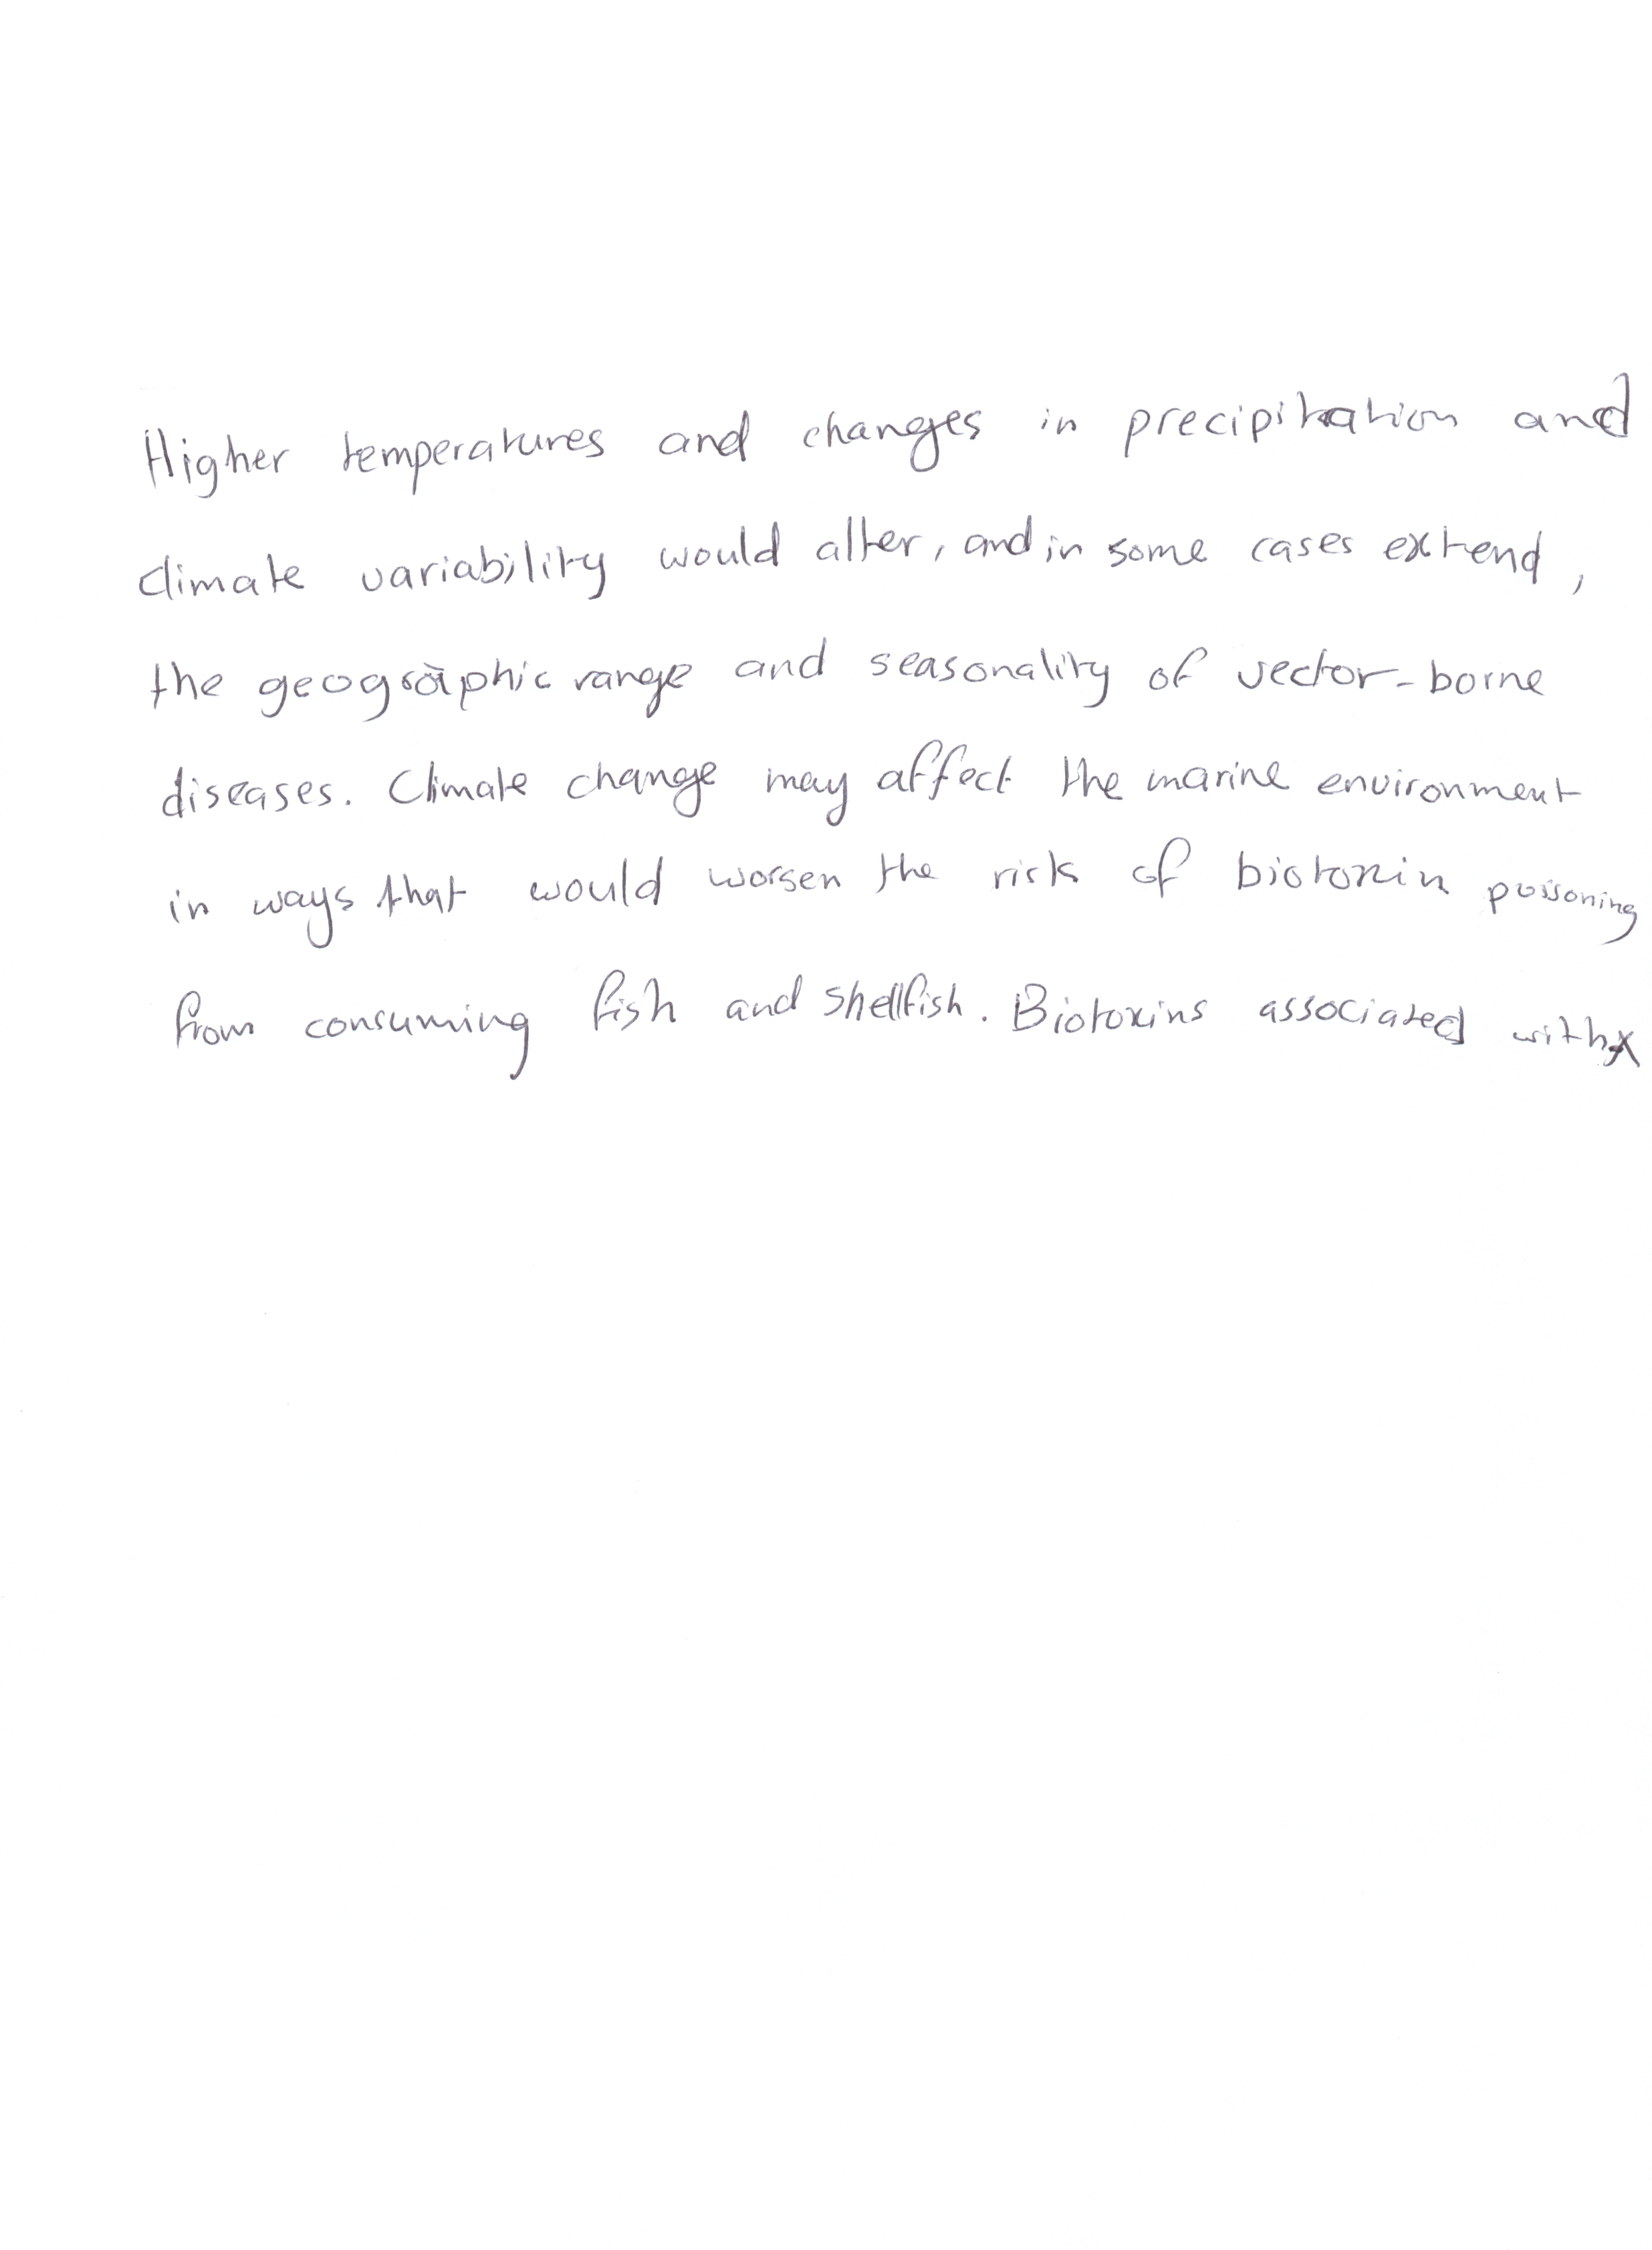 Higher temperatures and changes in precipitation and
climate variability would alter, and in some cases extend,
the geographic range and seasonality of vector-borne
diseases. Climate change may affect the marine environment
in ways that would worsen the risk of biotoxin poisoning
from consuming fish and shellfish. Biotoxins associated with